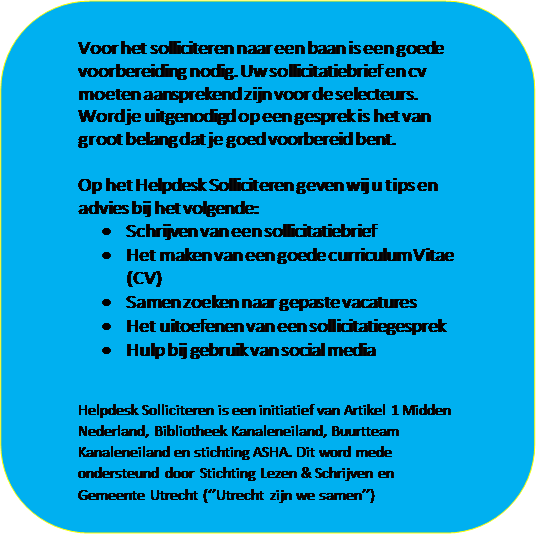 Voor het solliciteren naar een baan is een goede
voorbereiding nodig. Uw sollicitatiebrief en cv
moeten aansprekend zijn voor de selecteurs.
Word je uitgenodigd op een gesprek is het van
groot belang dat je goed voorbereid bent.
Op het Helpdesk Solliciteren geven wij u tips en
advies bij het volgende:
• Schrijven van een sollicitatiebrief
• Het maken van een goede curriculum Vitae
(CV)
• Samen zoeken naar gepaste vacatures
• Het uitoefenen van een sollicitatiegesprek
• Hulp bij gebruik van social media
Helpdesk Solliciteren is een initiatief van Artikel 1 Midden
Nederland, Bibliotheek Kanaleneiland, Buurtteam
Kanaleneiland en stichting ASHA. Dit word mede
ondersteund door Stichting Lezen & Schrijven en
Gemeente Utrecht (“Utrecht zijn we samen”)